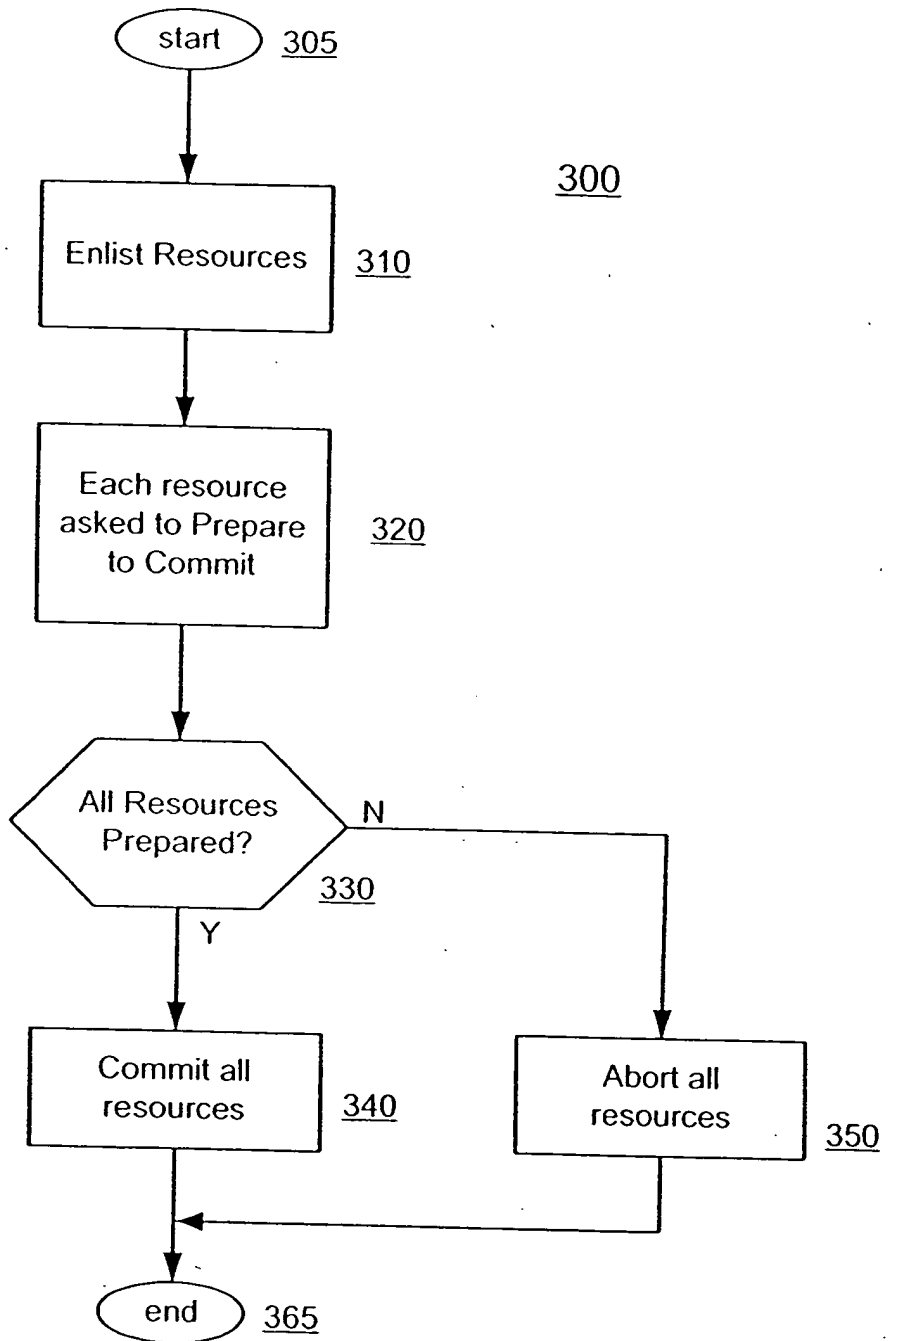 start
305
300
Enlist Resources
310
Each resource
asked to Prepare
to Commit
320
All Resources
Prepared?
N
330
Y
Commit all
resources
340
Abort all
resources
350
end
365